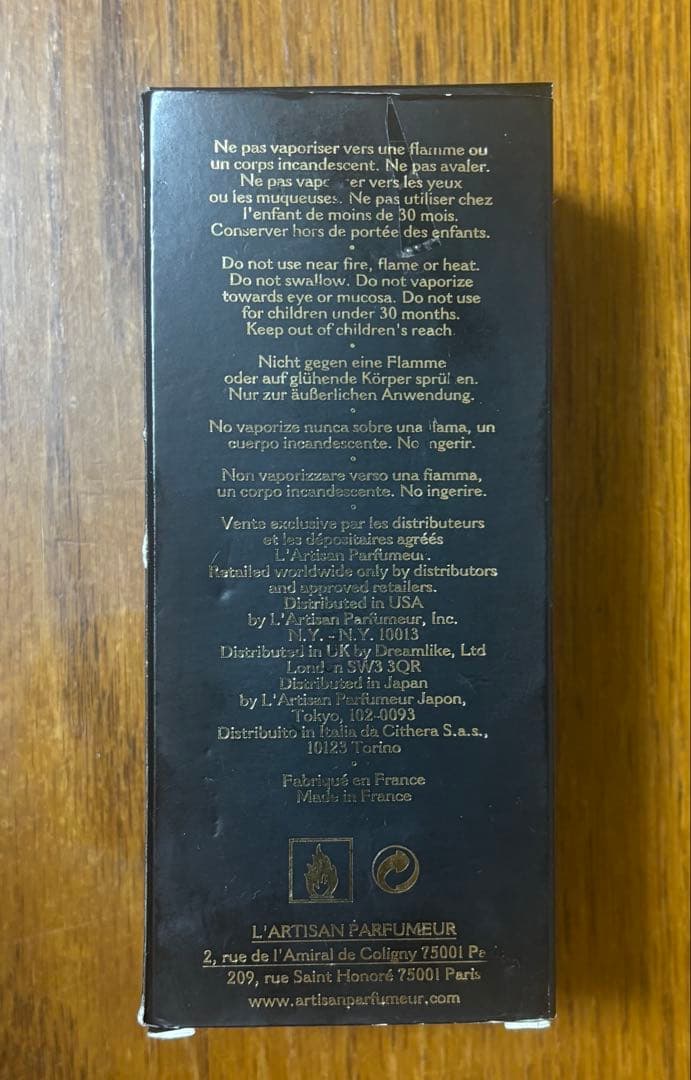 Ne pas vaporiser vers une flamme ou
un corps incandescent. Ne pas avaler.
Ne pas vers les yeux
ou les muqueuses. Ne pas utiliser chez
l'enfant de moins de 30 mois.
Conserver hors de portée des enfants.
Do not use near fire, flame or heat.
Do not swallow. Do not vaporize
towards eye or mucosa. Do not use
for children under 30 months.
Keep out of children's reach
Nicht gegen eine Flamme
oder auf glühende Körper sprühen.
Nur zur äußerlichen Anwendung.
No vaporize nunca sobre una llama, un
cuerpo incandescente. No ingerir.
Non vaporizzare verso una fiamma,
un corpo incandescente. No ingerire.
Vente exclusive par les distributeurs
et les dépositaires agréés
L'Artisan Parfumeur.
Retailed worldwide only by distributors
and approved retailers.
Distributed in USA
by L'Artisan Parfumeur, Inc.
N.Y. - N.Y. 10013
Distributed in UK by Dreamlike, Ltd
London SW3 3QR
Distributed in Japan
by L'Artisan Parfumeur Japon,
Tokyo, 102-0093
Distribuito in Italia da Cithera S.a.s.,
10123 Torino
Fabriqué en France
Made in France
L'ARTISAN PARFUMEUR
2, rue de l'Amiral de Coligny 75001
209, rue Saint Honoré 75001 Paris
www.artisanparfumeur.com